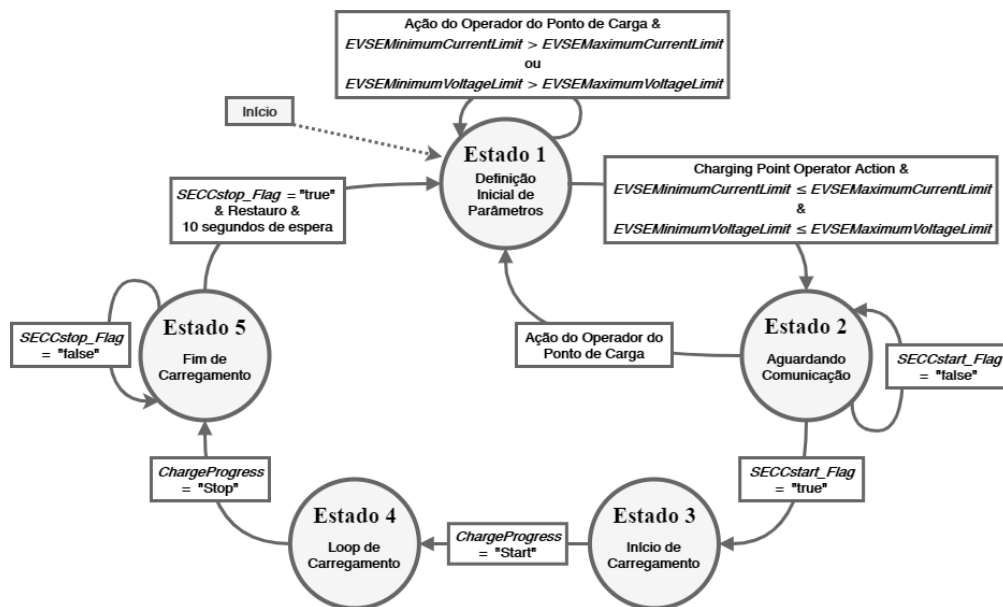 Ação do Operador do Ponto de Carga &
EVSEMinimumCurrentLimit > EVSEMaximumCurrentLimit
ou
EVSEMinimumVoltageLimit > EVSEMaximumVoltageLimit
Início
Estado 1
Definição
Inicial de
Parâmetros
Charging Point Operator Action &
EVSEMinimumCurrentLimit ≤ EVSEMaximumCurrentLimit
&
EVSEMinimumVoltageLimit ≤ EVSEMaximumVoltageLimit
SECCstop_Flag = "true"
& Restauro &
10 segundos de espera
Estado 5
Fim de
Carregamento
SECCstop_Flag
= "false"
Ação do Operador do
Ponto de Carga
Estado 2
Aguardando
Comunicação
SECCstart_Flag
= "false"
ChargeProgress
= "Stop"
SECCstart_Flag
= "true"
Estado 4
Loop de
Carregamento
ChargeProgress
= "Start"
Estado 3
Início de
Carregamento